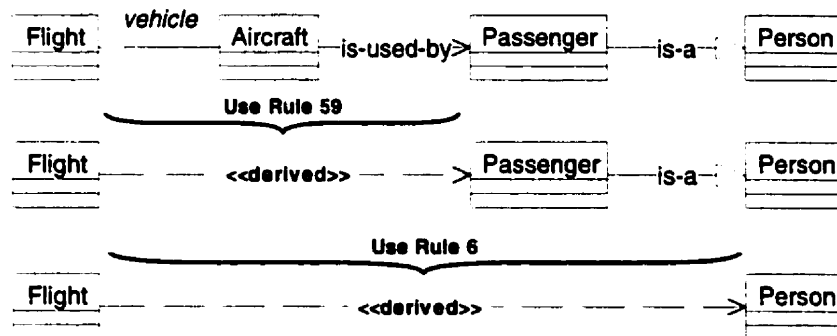 vehicle
Flight Aircraft is-used-by Passenger is-a Person
Use Rule 59
Flight <<derived>> Passenger is-a Person
Use Rule 6
Flight <<derived>> Person